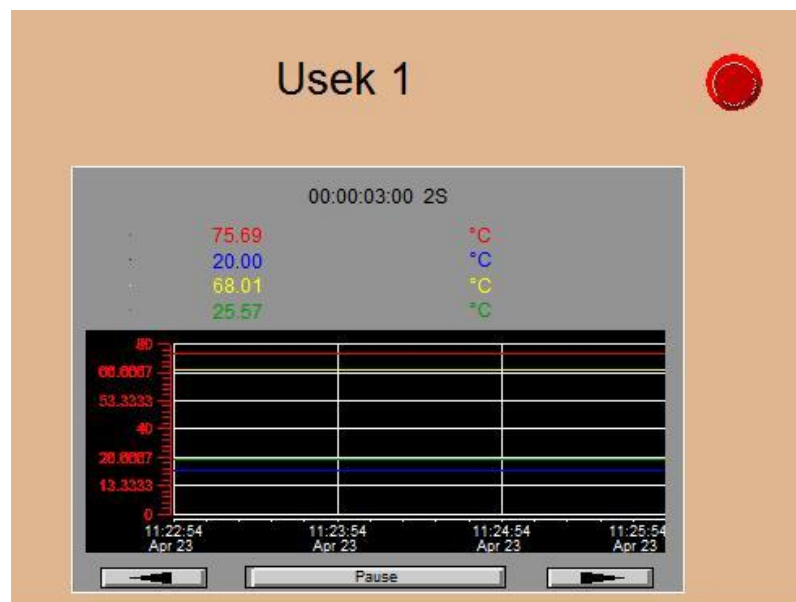 Usek 1
00:00:03:00 2S
75.69 °C
20.00 °C
68.01 °C
25.57 °C
80
66.6667
53.3333
40
26.6667
13.3333
0
11:22:54 11:23:54 11:24:54 11:25:54
Apr 23 Apr 23 Apr 23 Apr 23
Pause